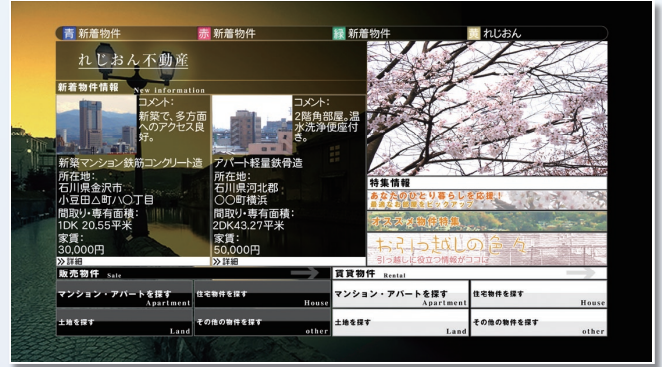 青 新着物件
赤 新着物件
緑 新着物件
黄 れじおん
れじおん不動産
新着物件情報 New information
コメント:
新築で、多方面
へのアクセス良
好。
新築マンション鉄筋コンクリート造
所在地:
石川県金沢市
小豆田△町ハ〇丁目
間取り・専有面積:
1DK 20.55平米
家賃:
30,000円
≫詳細
コメント:
2階角部屋。温
水洗浄便座付
き。
アパート軽量鉄骨造
所在地:
石川県河北郡
〇〇町横浜
間取り・専有面積:
2DK43.27平米
家賃:
50,000円
≫詳細
特集情報
あなたのひとり暮らしを応援!
最適なお部屋をピックアップ
オススメ物件特集
お引っ越しの色々
引っ越しに役立つ情報がココに
販売物件 Sale
マンション・アパートを探す
Apartment
住宅物件を探す
House
土地を探す
Land
その他の物件を探す
other
賃貸物件 Rental
マンション・アパートを探す
Apartment
住宅物件を探す
House
土地を探す
Land
その他の物件を探す
other